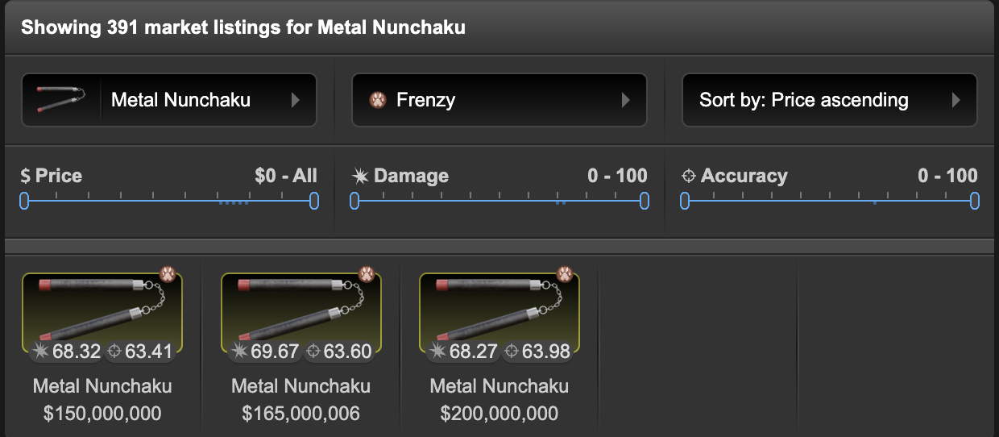 Showing 391 market listings for Metal Nunchaku
Metal Nunchaku
Frenzy
Sort by: Price ascending
$ Price $0 - All
Damage 0 - 100
Accuracy 0 - 100
68.32 63.41
Metal Nunchaku
$150,000,000
69.67 63.60
Metal Nunchaku
$165,000,006
68.27 63.98
Metal Nunchaku
$200,000,000